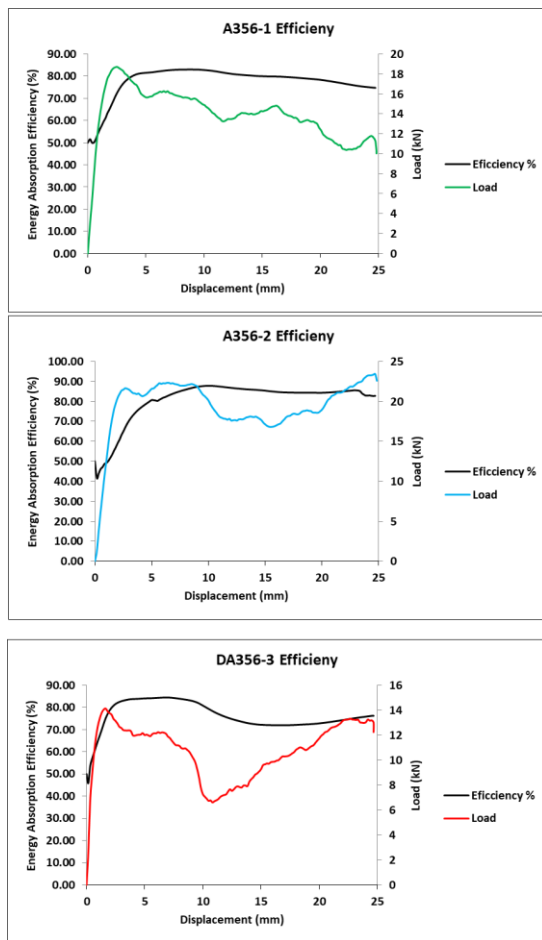 A356-1 Efficieny
90.00
80.00
70.00
60.00
50.00
40.00
30.00
20.00
10.00
0.00
Energy Absorption Efficiency (%)
20
18
16
14
12
10
8
6
4
2
0
Load (kN)
0 5 10 15 20 25
Displacement (mm)
Eficciency %
Load
A356-2 Efficieny
100.00
90.00
80.00
70.00
60.00
50.00
40.00
30.00
20.00
10.00
0.00
Energy Absorption Efficiency (%)
25
20
15
10
5
0
Load (kN)
0 5 10 15 20 25
Displacement (mm)
Eficciency %
Load
DA356-3 Efficieny
90.00
80.00
70.00
60.00
50.00
40.00
30.00
20.00
10.00
0.00
Energy Absorption Efficiency (%)
16
14
12
10
8
6
4
2
0
Load (kN)
0 5 10 15 20 25
Displacement (mm)
Eficciency %
Load